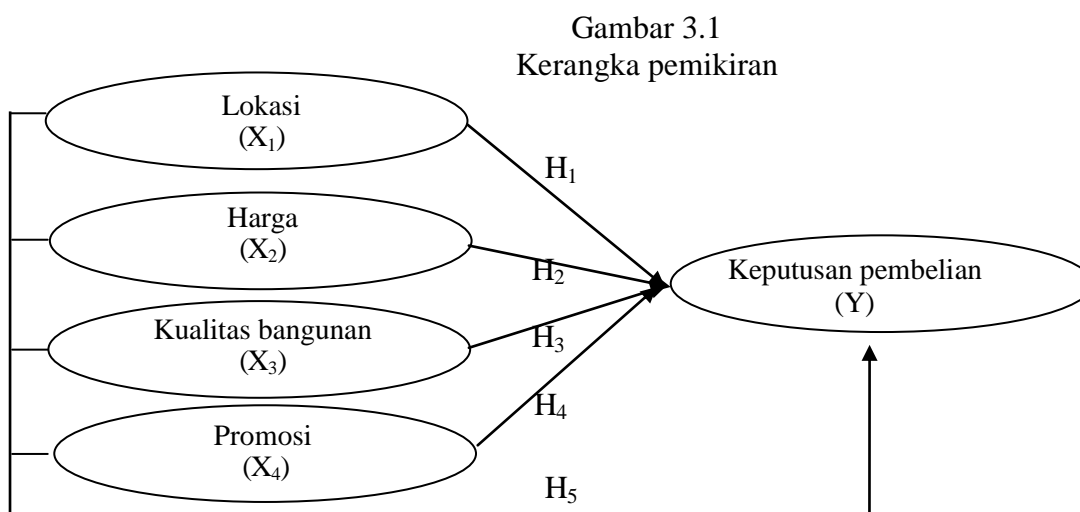 Gambar 3.1
Kerangka pemikiran
Lokasi
(X₁)
H₁
Harga
(X₂)
H₂
Keputusan pembelian
(Y)
Kualitas bangunan
(X₃)
H₃
H₄
Promosi
(X₄)
H₅